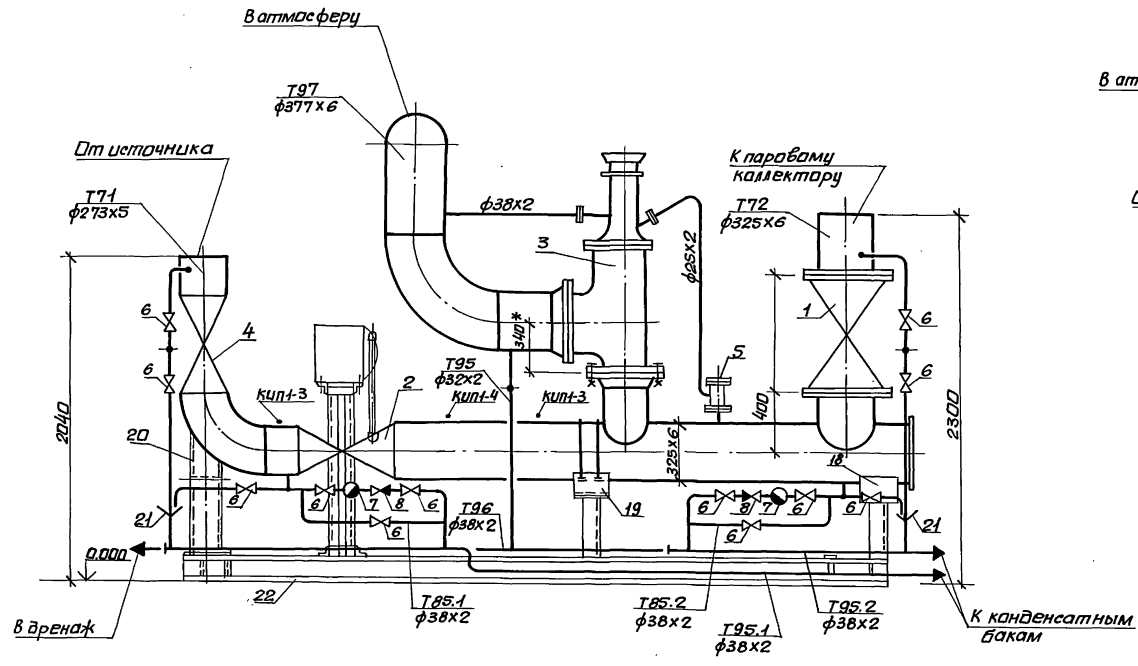 В атмосферу
Т97
ф377х6
От источника
Т71
ф273х5
К паровому
коллектору
Т72
ф325х6
В ат
ф38х2
ф25х2
3
1
4
2
5
6
6
6
6
340*
400
2040
2300
КИП1-3
КИП1-4
КИП1-3
Т95
ф32х2
325х6
20
18
19
21
21
6
6
7
8
6
6
6
8
7
6
6
6
Т96
ф38х2
0.000
22
Т85.1
ф38х2
Т85.2
ф38х2
Т95.1
ф38х2
Т95.2
ф38х2
В дренаж
К конденсатным
бакам